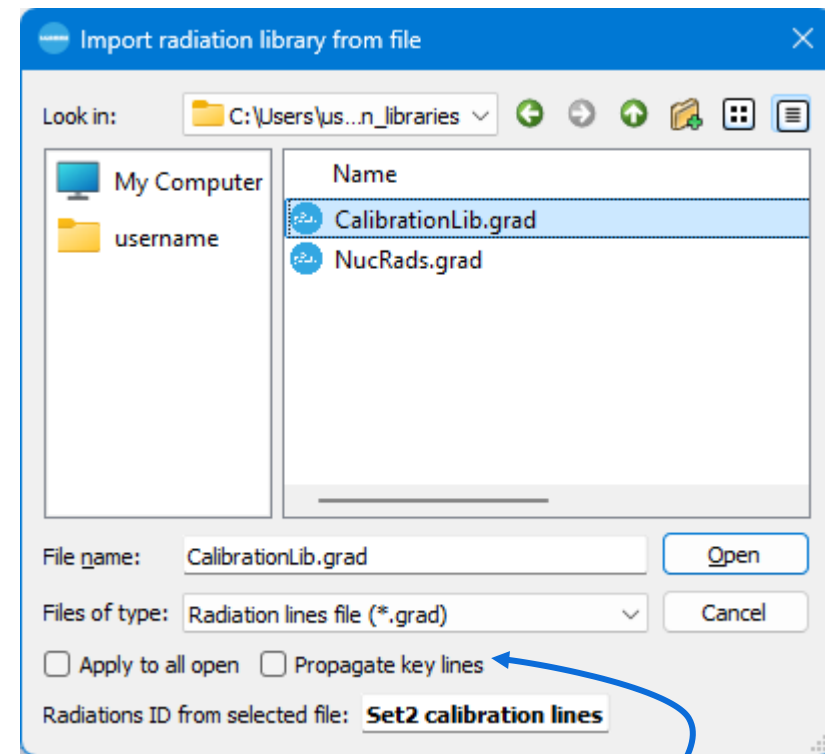 Import radiation library from file
Look in: C:\Us...n_libraries
My Computer
username
Name
CalibrationLib.grad
NucRads.grad
File name: CalibrationLib.grad Open
Files of type: Radiation lines file (*.grad) Cancel
Apply to all open Propagate key lines
Radiations ID from selected file: Set2 calibration lines